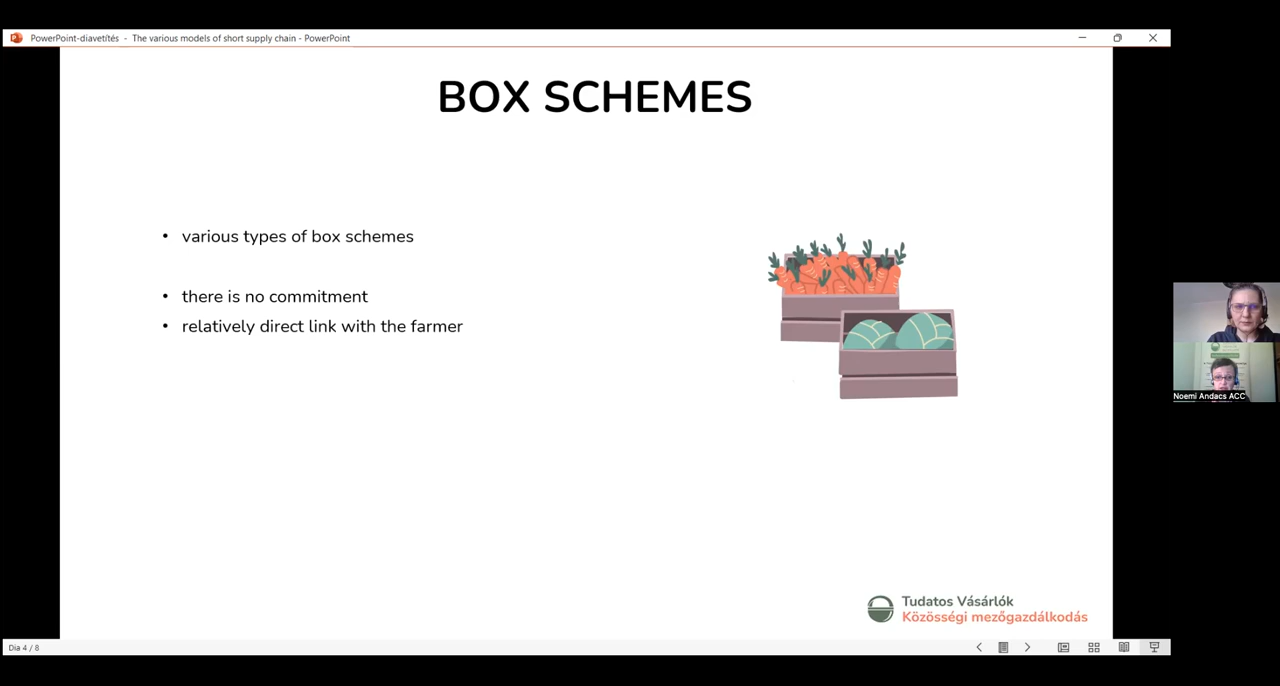 PowerPoint-diavetítés - The various models of short supply chain - PowerPoint
BOX SCHEMES
• various types of box schemes
• there is no commitment
• relatively direct link with the farmer
Noemi Andacs ACC
Tudatos Vásárlók
Közösségi mezőgazdálkodás
Dia 4 / 8